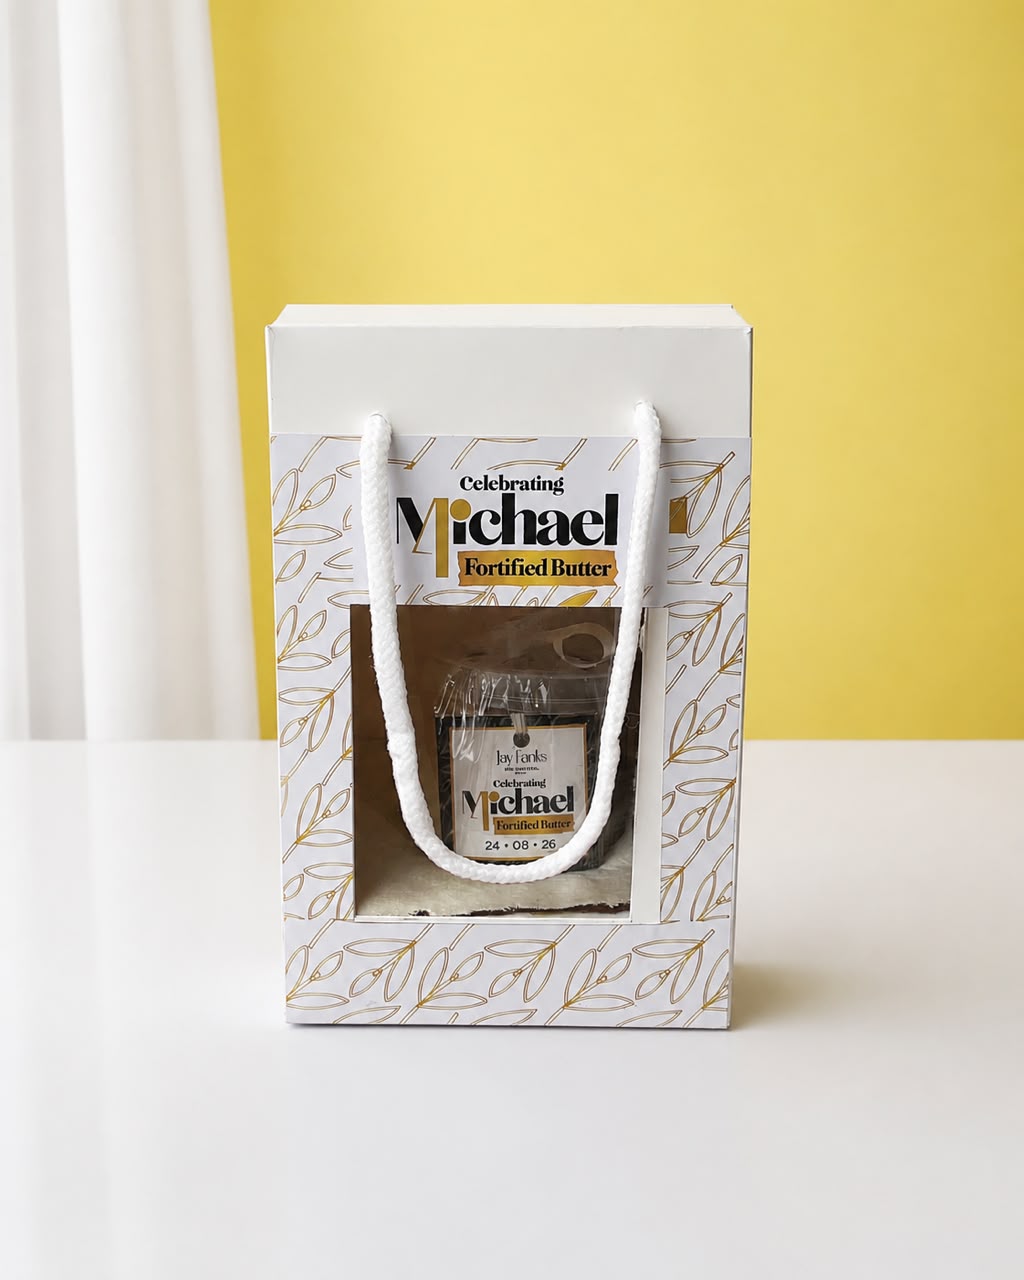 Celebrating
Michael
Fortified Butter
Jay Fanks
Celebrating
Michael
Fortified Butter
24 • 08 • 26